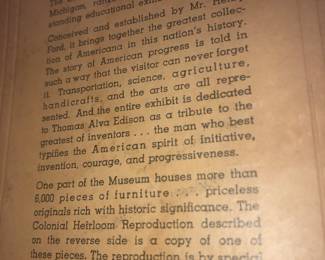 Michigan, ran
standing educational exhi
Conceived and established by Mr. Henry
Ford, it brings together the greatest collec-
tion of Americana in this nation's history.
The story of American progress is told in
such a way that the visitor can never forget
it. Transportation, science, agriculture,
handicrafts, and the arts are all repre-
sented. And the entire exhibit is dedicated
to Thomas Alva Edison as a tribute to the
greatest of inventors . . . the man who best
typifies the American spirit of initiative,
invention, courage, and progressiveness.
One part of the Museum houses more than
6,000 pieces of furniture . . . priceless
originals rich with historic significance. The
Colonial Heirloom Reproduction described
on the reverse side is a copy of one of
these pieces. The reproduction is by special